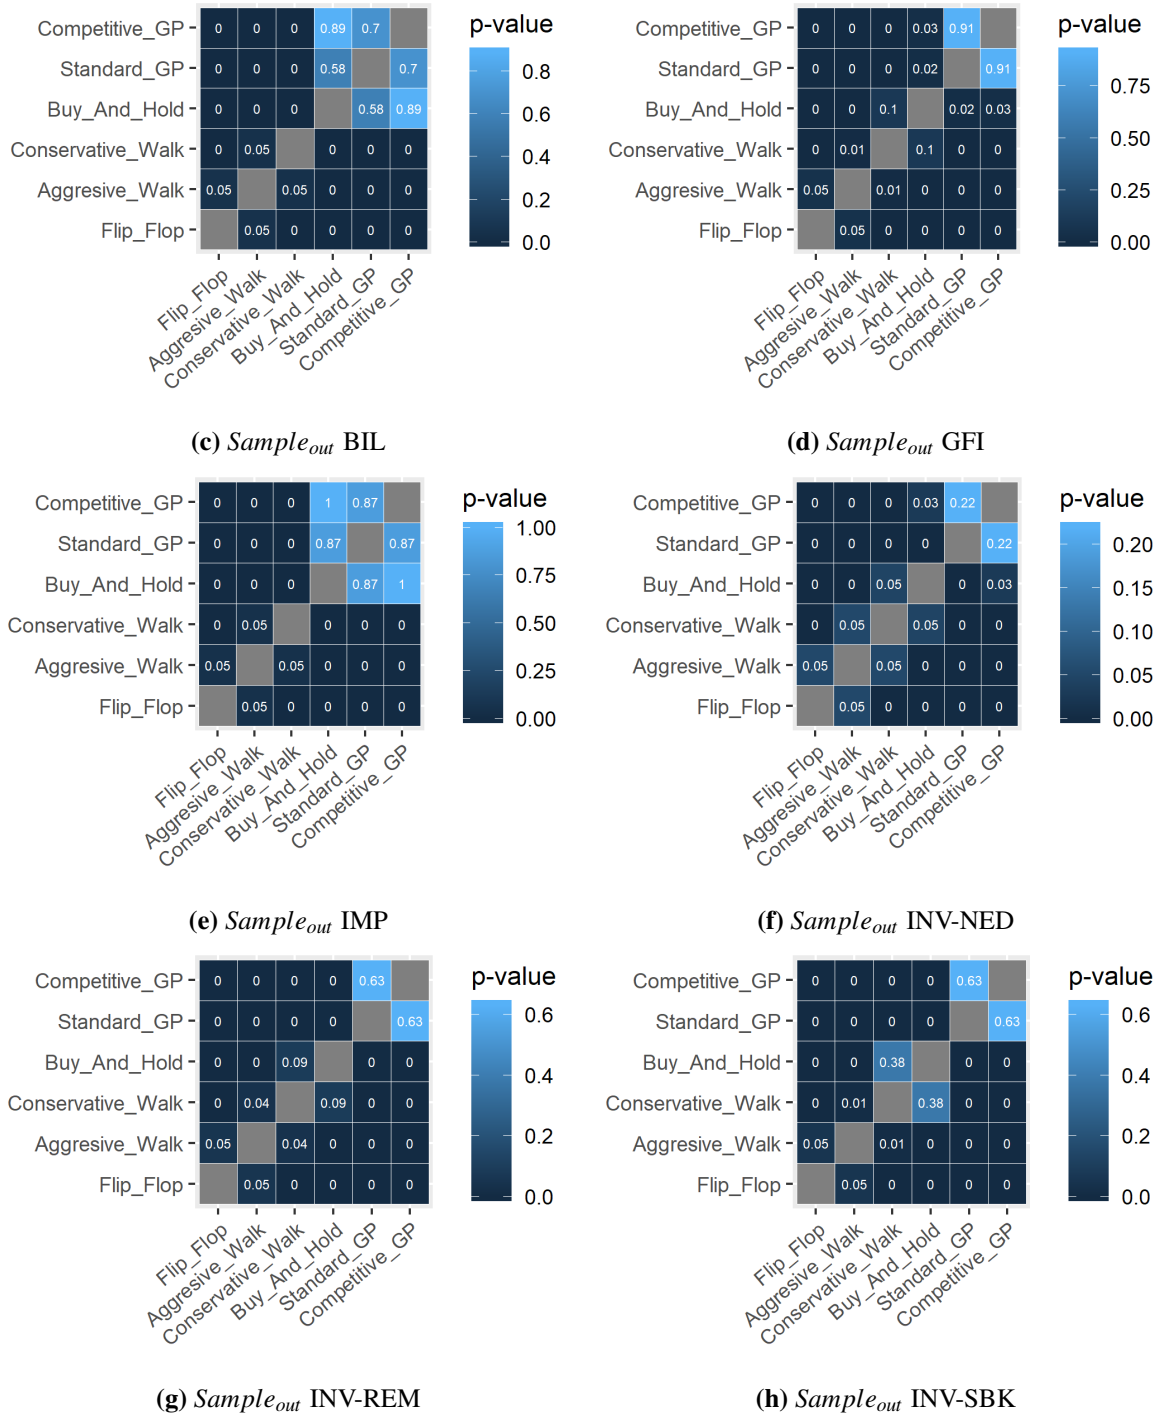 Competitive_GP 0 0 0 0.89 0.7
Standard_GP 0 0 0 0.58 0.7
Buy_And_Hold 0 0 0 0.58 0.89
Conservative_Walk 0 0.05 0 0 0
Aggresive_Walk 0.05 0.05 0 0 0
Flip_Flop 0.05 0 0 0 0
Flip_Flop
Aggresive_Walk
Conservative_Walk
Buy_And_Hold
Standard_GP
Competitive_GP
p-value
0.8
0.6
0.4
0.2
0.0
(c) Sampleout BIL
Competitive_GP 0 0 0 0.03 0.91
Standard_GP 0 0 0 0.02 0.91
Buy_And_Hold 0 0 0.1 0.02 0.03
Conservative_Walk 0 0.01 0.1 0 0
Aggresive_Walk 0.05 0.01 0 0 0
Flip_Flop 0.05 0 0 0 0
Flip_Flop
Aggresive_Walk
Conservative_Walk
Buy_And_Hold
Standard_GP
Competitive_GP
p-value
0.75
0.50
0.25
0.00
(d) Sampleout GFI
Competitive_GP 0 0 0 1 0.87
Standard_GP 0 0 0 0.87 0.87
Buy_And_Hold 0 0 0 0.87 1
Conservative_Walk 0 0.05 0 0 0
Aggresive_Walk 0.05 0.05 0 0 0
Flip_Flop 0.05 0 0 0 0
Flip_Flop
Aggresive_Walk
Conservative_Walk
Buy_And_Hold
Standard_GP
Competitive_GP
p-value
1.00
0.75
0.50
0.25
0.00
(e) Sampleout IMP
Competitive_GP 0 0 0 0.03 0.22
Standard_GP 0 0 0 0 0.22
Buy_And_Hold 0 0 0.05 0 0.03
Conservative_Walk 0 0.05 0.05 0 0
Aggresive_Walk 0.05 0.05 0 0 0
Flip_Flop 0.05 0 0 0 0
Flip_Flop
Aggresive_Walk
Conservative_Walk
Buy_And_Hold
Standard_GP
Competitive_GP
p-value
0.20
0.15
0.10
0.05
0.00
(f) Sampleout INV-NED
Competitive_GP 0 0 0 0 0.63
Standard_GP 0 0 0 0 0.63
Buy_And_Hold 0 0 0.09 0 0
Conservative_Walk 0 0.04 0.09 0 0
Aggresive_Walk 0.05 0.04 0 0 0
Flip_Flop 0.05 0 0 0 0
Flip_Flop
Aggresive_Walk
Conservative_Walk
Buy_And_Hold
Standard_GP
Competitive_GP
p-value
0.6
0.4
0.2
0.0
(g) Sampleout INV-REM
Competitive_GP 0 0 0 0 0.63
Standard_GP 0 0 0 0 0.63
Buy_And_Hold 0 0 0.38 0 0
Conservative_Walk 0 0.01 0.38 0 0
Aggresive_Walk 0.05 0.01 0 0 0
Flip_Flop 0.05 0 0 0 0
Flip_Flop
Aggresive_Walk
Conservative_Walk
Buy_And_Hold
Standard_GP
Competitive_GP
p-value
0.6
0.4
0.2
0.0
(h) Sampleout INV-SBK